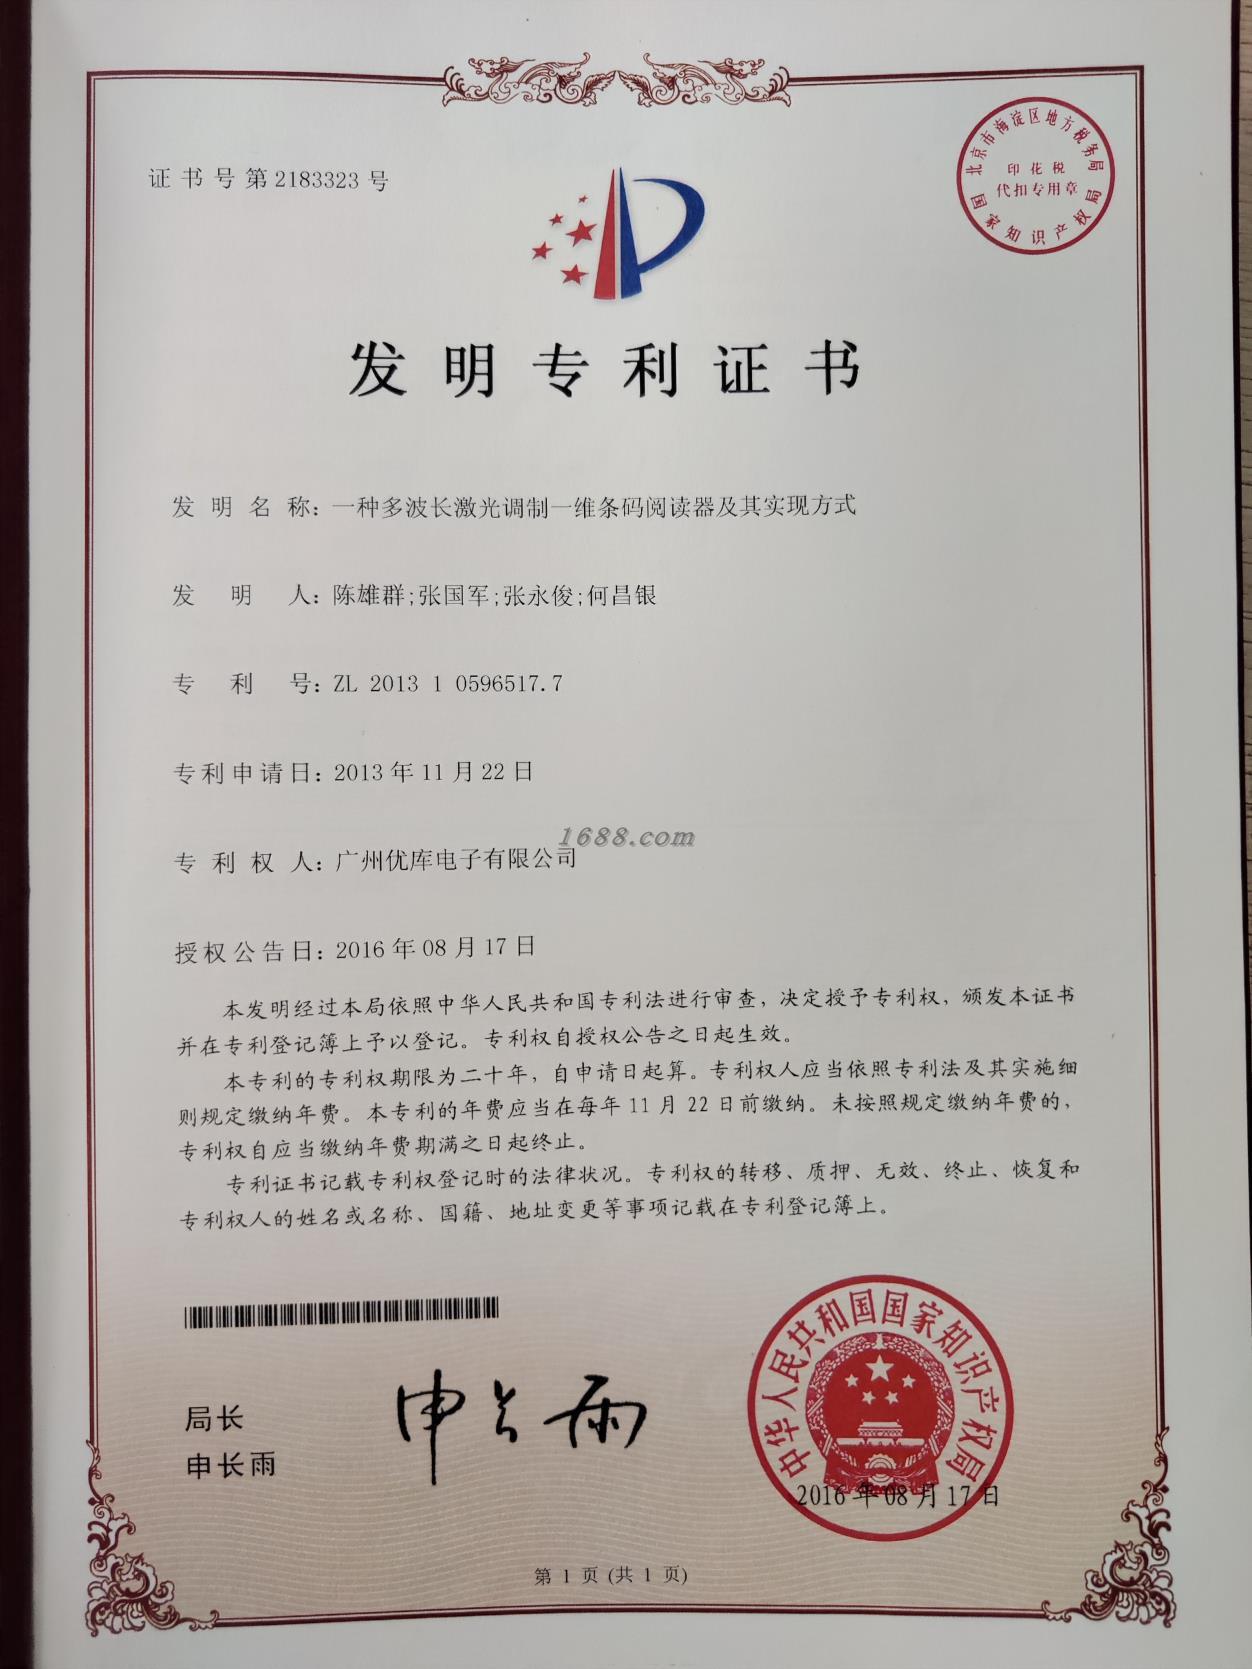 证书号第2183323号
北京市海淀区地方税务局
印花税
代扣专用章
国家知识产权局
发明专利证书
发明名称：一种多波长激光调制一维条码阅读器及其实现方式
发明人：陈雄群;张国军;张永俊;何昌银
专利号：ZL 2013 1 0596517.7
专利申请日：2013年11月22日
1688.com
专利权人：广州优库电子有限公司
授权公告日：2016年08月17日
本发明经过本局依照中华人民共和国专利法进行审查，决定授予专利权，颁发本证书
并在专利登记簿上予以登记。专利权自授权公告之日起生效。
本专利的专利权期限为二十年，自申请日起算。专利权人应当依照专利法及其实施细
则规定缴纳年费。本专利的年费应当在每年11月22日前缴纳。未按照规定缴纳年费的，
专利权自应当缴纳年费期满之日起终止。
专利证书记载专利权登记时的法律状况。专利权的转移、质押、无效、终止、恢复和
专利权人的姓名或名称、国籍、地址变更等事项记载在专利登记簿上。
局长
申长雨
申长雨
中华人民共和国国家知识产权局
2016年08月17日
第 1 页 (共 1 页)